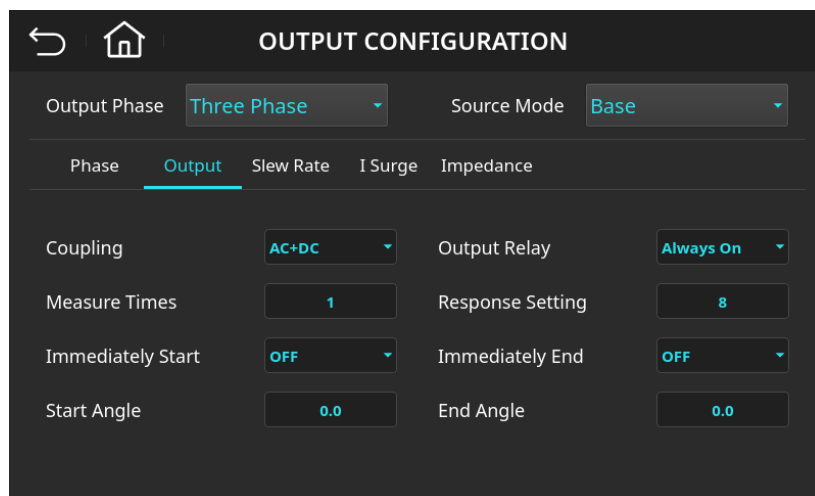 OUTPUT CONFIGURATION
Output Phase Three Phase Source Mode Base
Phase Output Slew Rate I Surge Impedance
Coupling AC+DC Output Relay Always On
Measure Times 1 Response Setting 8
Immediately Start OFF Immediately End OFF
Start Angle 0.0 End Angle 0.0